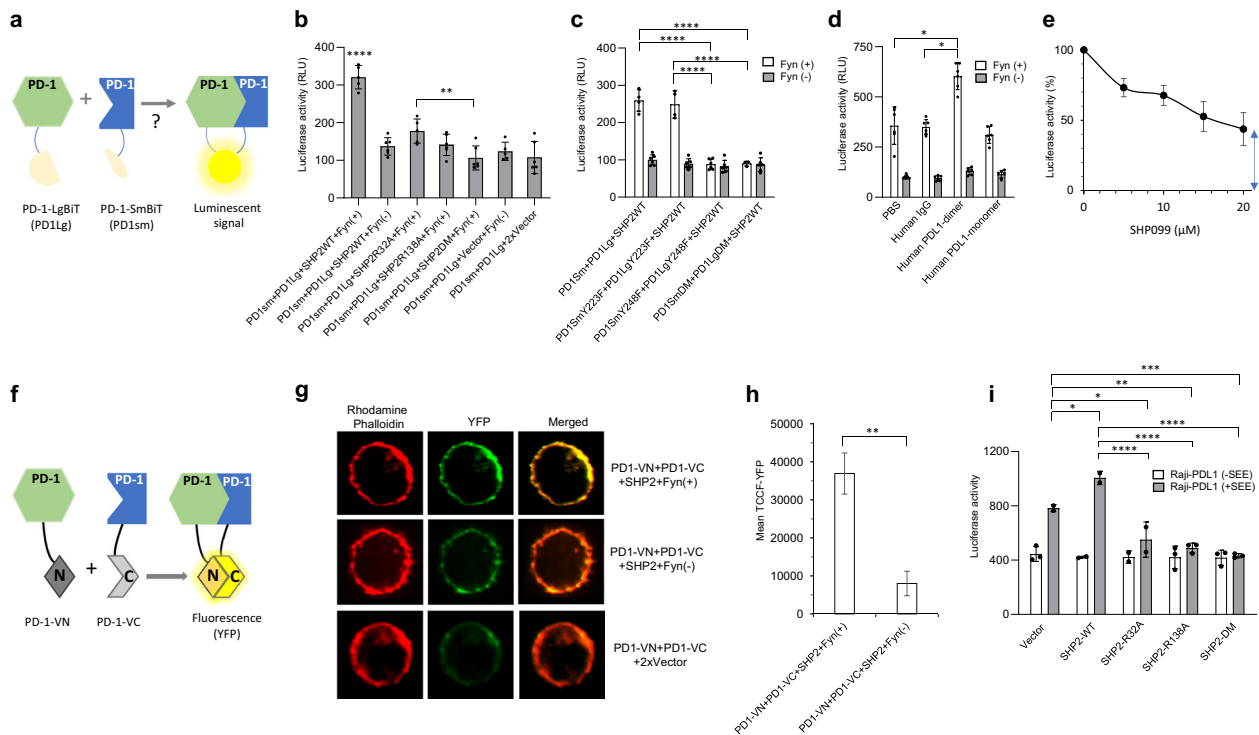 a
PD-1
PD-1
PD-1
PD-1
+
?
PD-1-LgBiT
(PD1Lg)
PD-1-SmBiT
(PD1sm)
Luminescent
signal
b
Luciferase activity (RLU)
400
300
200
100
0
****
**
PD1sm+PD1Lg+SHP2WT+Fyn(+)
PD1sm+PD1Lg+SHP2WT+Fyn(-)
PD1sm+PD1Lg+SHP2R32A+Fyn(+)
PD1sm+PD1Lg+SHP2R138A+Fyn(+)
PD1sm+PD1Lg+SHP2DM+Fyn(+)
PD1sm+PD1Lg+Vector+Fyn(-)
PD1sm+PD1Lg+2xVector
c
Luciferase activity (RLU)
400
300
200
100
0
****
****
****
****
Fyn (+)
Fyn (-)
PD1Sm+PD1Lg+SHP2WT
PD1SmY223F+PD1LgY223F+SHP2WT
PD1SmY248F+PD1LgY248F+SHP2WT
PD1SmDM+PD1LgDM+SHP2WT
d
Luciferase activity (RLU)
750
500
250
0
*
*
Fyn (+)
Fyn (-)
PBS
Human IgG
Human PDL1-dimer
Human PDL1-monomer
e
Luciferase activity (%)
100
50
0
0
10
20
SHP099 (µM)
f
PD-1
PD-1
PD-1
PD-1
N
+
C
N
C
PD-1-VN
PD-1-VC
Fluorescence
(YFP)
g
Rhodamine
Phalloidin
YFP
Merged
PD1-VN+PD1-VC
+SHP2+Fyn(+)
PD1-VN+PD1-VC
+SHP2+Fyn(-)
PD1-VN+PD1-VC
+2xVector
h
Mean TCCF-YFP
50000
45000
40000
35000
30000
25000
20000
15000
10000
5000
0
**
PD1-VN+PD1-VC+SHP2+Fyn(+)
PD1-VN+PD1-VC+SHP2+Fyn(-)
i
Luciferase activity
1200
800
400
0
***
**
*
*
****
****
****
Raji-PDL1 (-SEE)
Raji-PDL1 (+SEE)
Vector
SHP2-WT
SHP2-R32A
SHP2-R138A
SHP2-DM